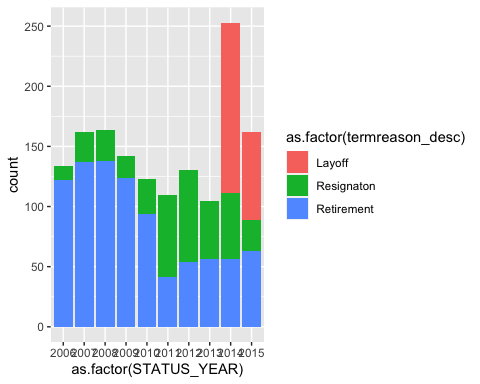 250
200
150
100
50
0
count
2006 2007 2008 2009 2010 2011 2012 2013 2014 2015
as.factor(STATUS_YEAR)
as.factor(termreason_desc)
Layoff
Resignaton
Retirement